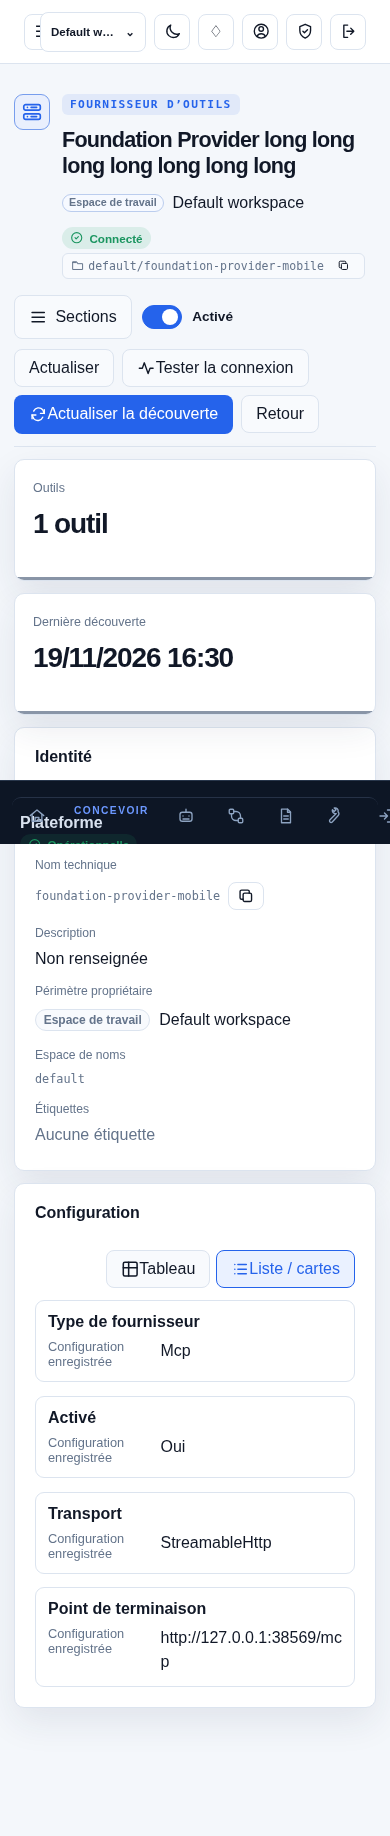 Default w... ⌄
FOURNISSEUR D’OUTILS
Foundation Provider long long
long long long long long
Espace de travail Default workspace
Connecté
default/foundation-provider-mobile
Sections Activé
Actualiser Tester la connexion
Actualiser la découverte Retour
Outils
1 outil
Dernière découverte
19/11/2026 16:30
Identité
CONCEVOIR
Plateforme
Opérationnelle
Nom technique
foundation-provider-mobile
Description
Non renseignée
Périmètre propriétaire
Espace de travail Default workspace
Espace de noms
default
Étiquettes
Aucune étiquette
Configuration
Tableau Liste / cartes
Type de fournisseur
Configuration
enregistrée
Mcp
Activé
Configuration
enregistrée
Oui
Transport
Configuration
enregistrée
StreamableHttp
Point de terminaison
Configuration
enregistrée
http://127.0.0.1:38569/mc
p